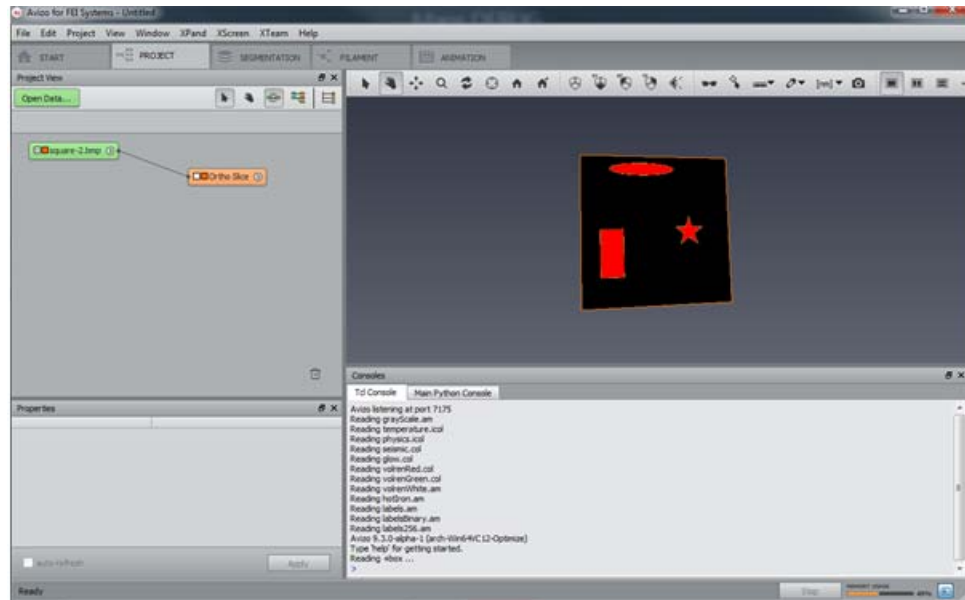 Avizo for FEI Systems - Untitled
File Edit Project View Window XPand XScreen XTeam Help
START PROJECT SEGMENTATION FILAMENT ANIMATION
Project View
Open Data...
square-2.bmp
Ortho Slice
Consoles
Tcl Console Main Python Console
Avizo listening at port 7175
Reading grayScale.am
Reading temperature.icol
Reading physics.icol
Reading seismic.col
Reading glow.col
Reading volrenRed.col
Reading volrenGreen.col
Reading volrenWhite.am
Reading hotIron.am
Reading labels.am
Reading labelsBinary.am
Reading labels256.am
Avizo 9.3.0-alpha-1 (arch-Win64VC12-Optimize)
Type 'help' for getting started.
Reading +box ...
>
Properties
auto-refresh Apply
Ready
Stop
MEMORY USAGE